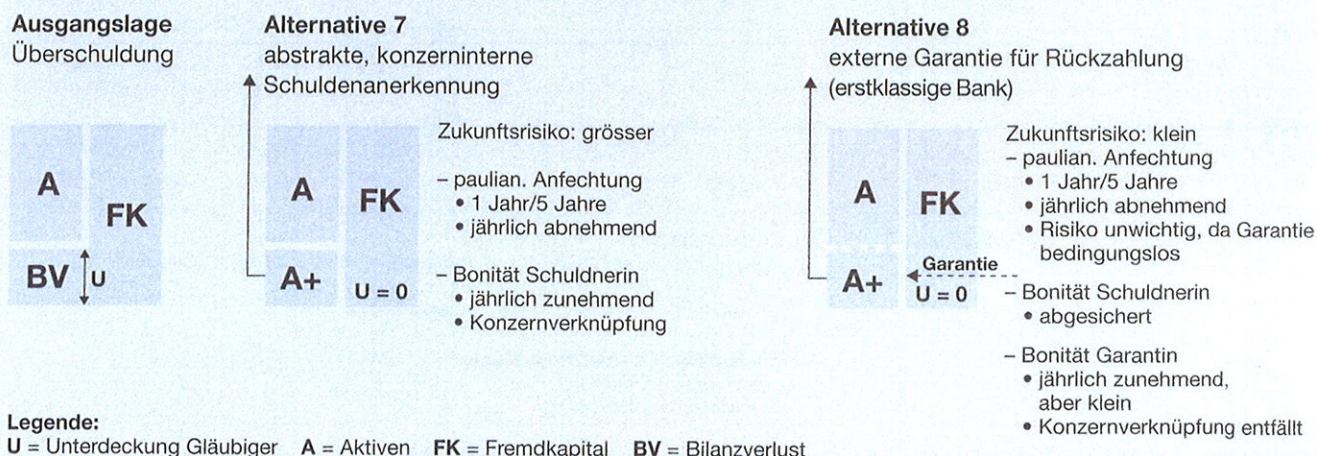 Ausgangslage
Überschuldung
A
FK
BV
U
Alternative 7
abstrakte, konzerninterne
Schuldenanerkennung
A
FK
A+
U = 0
Zukunftsrisiko: grösser
– paulian. Anfechtung
• 1 Jahr/5 Jahre
• jährlich abnehmend
– Bonität Schuldnerin
• jährlich zunehmend
• Konzernverknüpfung
Alternative 8
externe Garantie für Rückzahlung
(erstklassige Bank)
A
FK
A+
Garantie
U = 0
Zukunftsrisiko: klein
– paulian. Anfechtung
• 1 Jahr/5 Jahre
• jährlich abnehmend
• Risiko unwichtig, da Garantie
bedingungslos
– Bonität Schuldnerin
• abgesichert
– Bonität Garantin
• jährlich zunehmend,
aber klein
• Konzernverknüpfung entfällt
Legende:
U = Unterdeckung Gläubiger A = Aktiven FK = Fremdkapital BV = Bilanzverlust